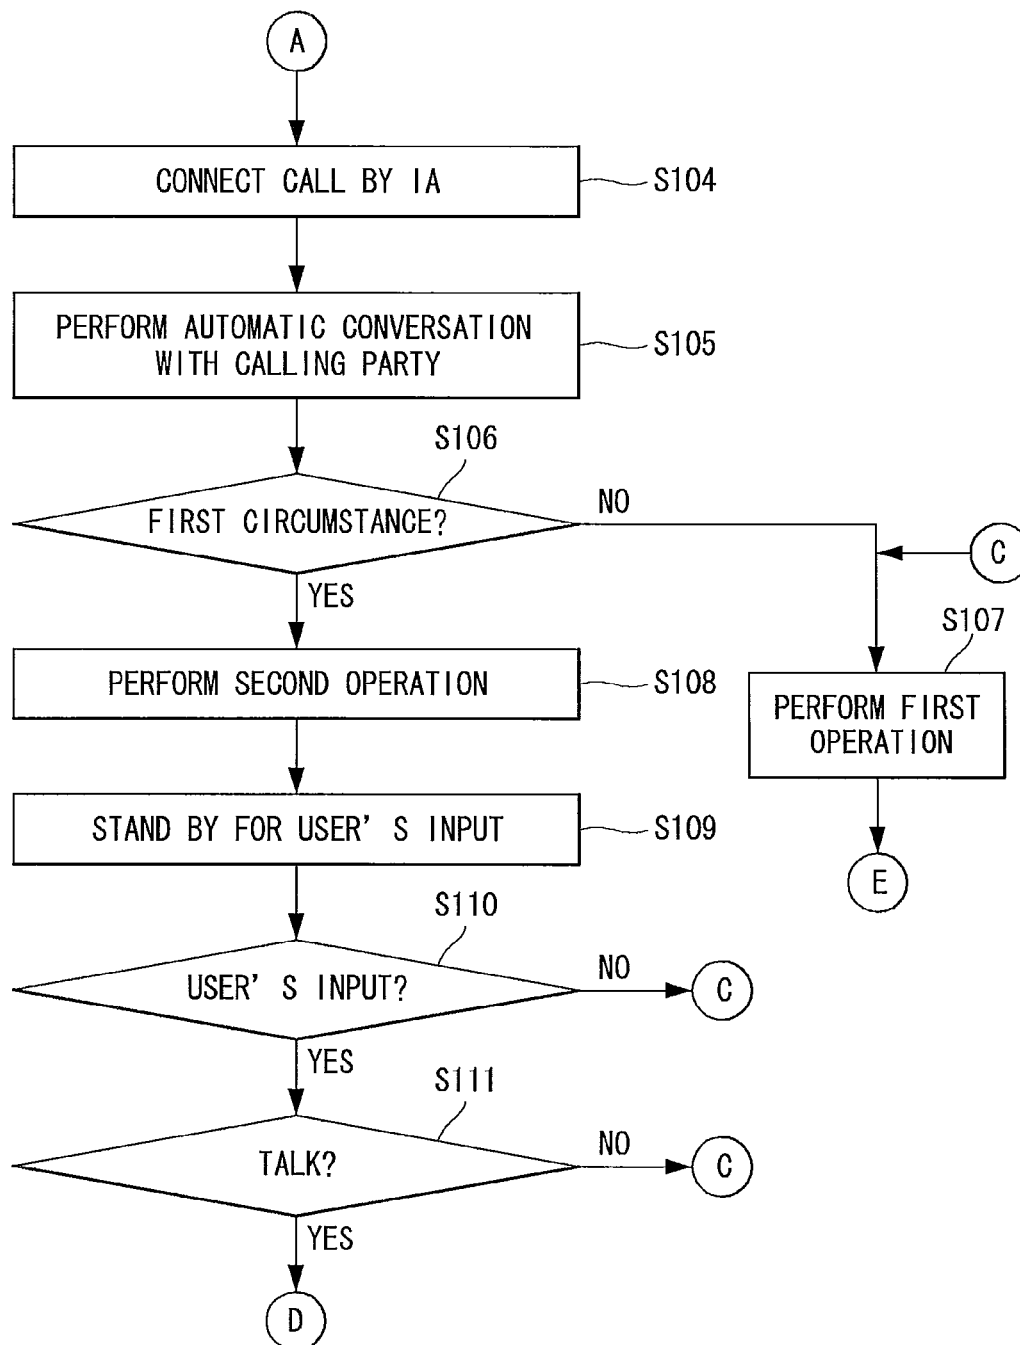 A
CONNECT CALL BY IA
S104
PERFORM AUTOMATIC CONVERSATION
WITH CALLING PARTY
S105
S106
FIRST CIRCUMSTANCE?
NO
C
YES
S107
PERFORM SECOND OPERATION
S108
PERFORM FIRST
OPERATION
STAND BY FOR USER'S INPUT
S109
E
S110
USER'S INPUT?
NO
C
YES
S111
TALK?
NO
C
YES
D